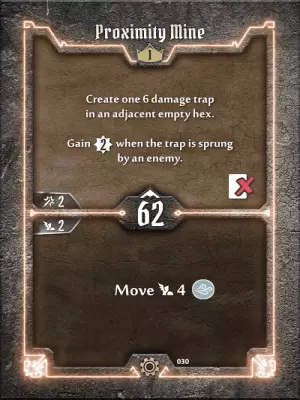 Proximity Mine
1
Create one 6 damage trap
in an adjacent empty hex.
Gain 2 when the trap is sprung
by an enemy.
2
62
2
Move 4
030